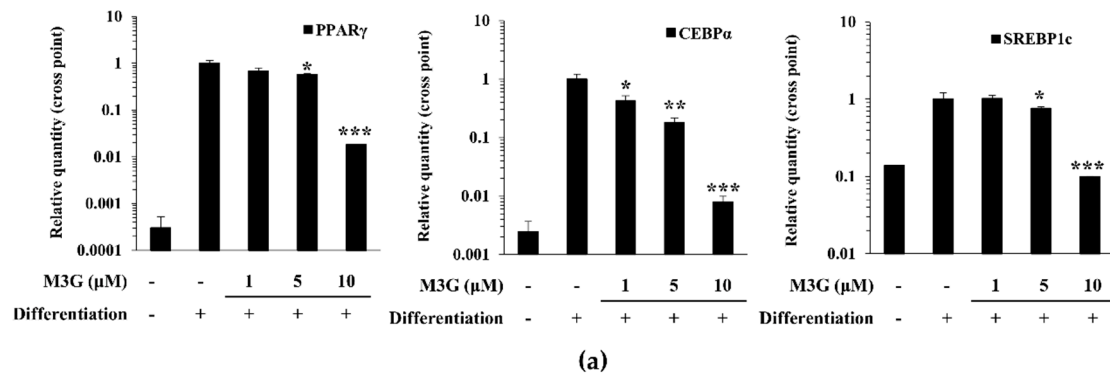 PPARγ
Relative quantity (cross point)
10
1
0.1
0.01
0.001
0.0001
*
***
M3G (μM) - - 1 5 10
Differentiation - + + + +
CEBPα
Relative quantity (cross point)
10
1
0.1
0.01
0.001
*
**
***
M3G (μM) - - 1 5 10
Differentiation - + + + +
SREBP1c
Relative quantity (cross point)
10
1
0.1
0.01
*
***
M3G (μM) - - 1 5 10
Differentiation - + + + +
(a)